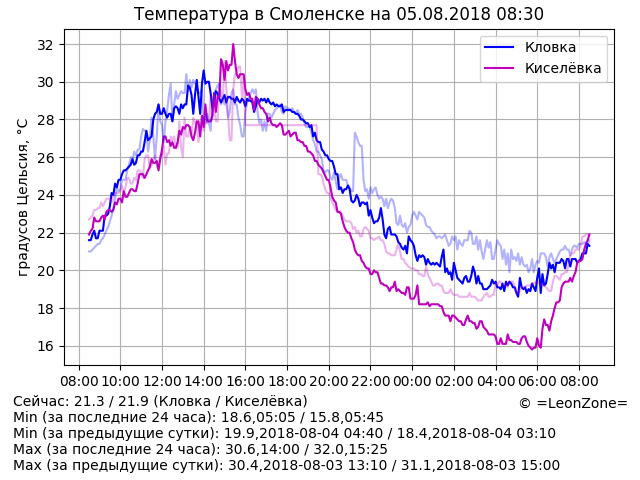 Температура в Смоленске на 05.08.2018 08:30
градусов Цельсия, °C
32
30
28
26
24
22
20
18
16
Кловка
Киселёвка
08:00 10:00 12:00 14:00 16:00 18:00 20:00 22:00 00:00 02:00 04:00 06:00 08:00
Сейчас: 21.3 / 21.9 (Кловка / Киселёвка)
© =LeonZone=
Min (за последние 24 часа): 18.6,05:05 / 15.8,05:45
Min (за предыдущие сутки): 19.9,2018-08-04 04:40 / 18.4,2018-08-04 03:10
Max (за последние 24 часа): 30.6,14:00 / 32.0,15:25
Max (за предыдущие сутки): 30.4,2018-08-03 13:10 / 31.1,2018-08-03 15:00